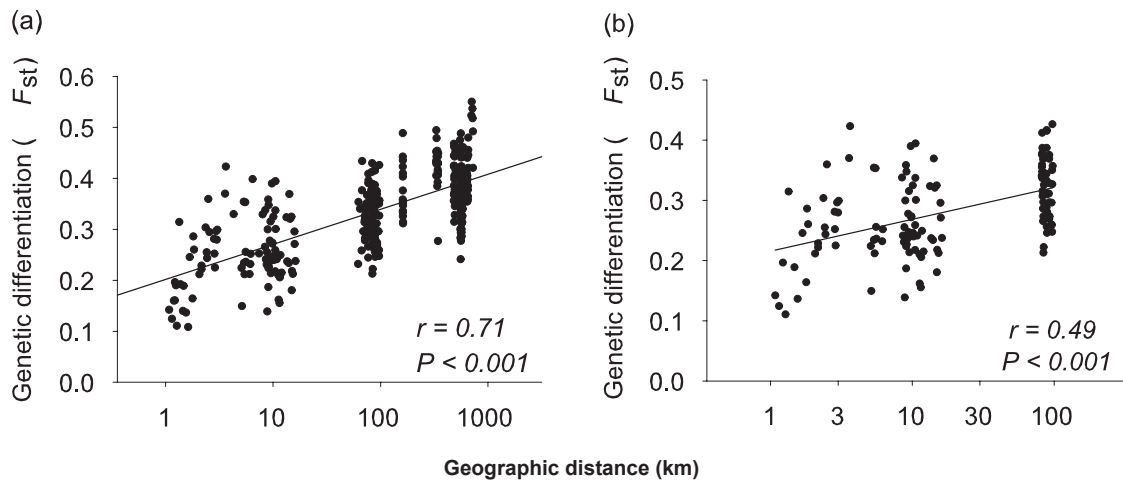 (a)
Genetic differentiation ( Fst)
0.6
0.5
0.4
0.3
0.2
0.1
0.0
r = 0.71
P < 0.001
1 10 100 1000
(b)
Genetic differentiation ( Fst)
0.5
0.4
0.3
0.2
0.1
0.0
r = 0.49
P < 0.001
1 3 10 30 100
Geographic distance (km)